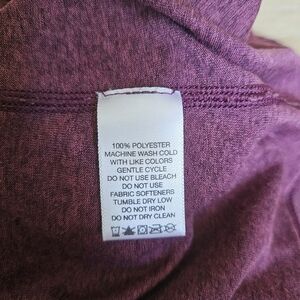 100% POLYESTER
MACHINE WASH COLD
WITH LIKE COLORS
GENTLE CYCLE
DO NOT USE BLEACH
DO NOT USE
FABRIC SOFTENERS
TUMBLE DRY LOW
DO NOT IRON
DO NOT DRY CLEAN